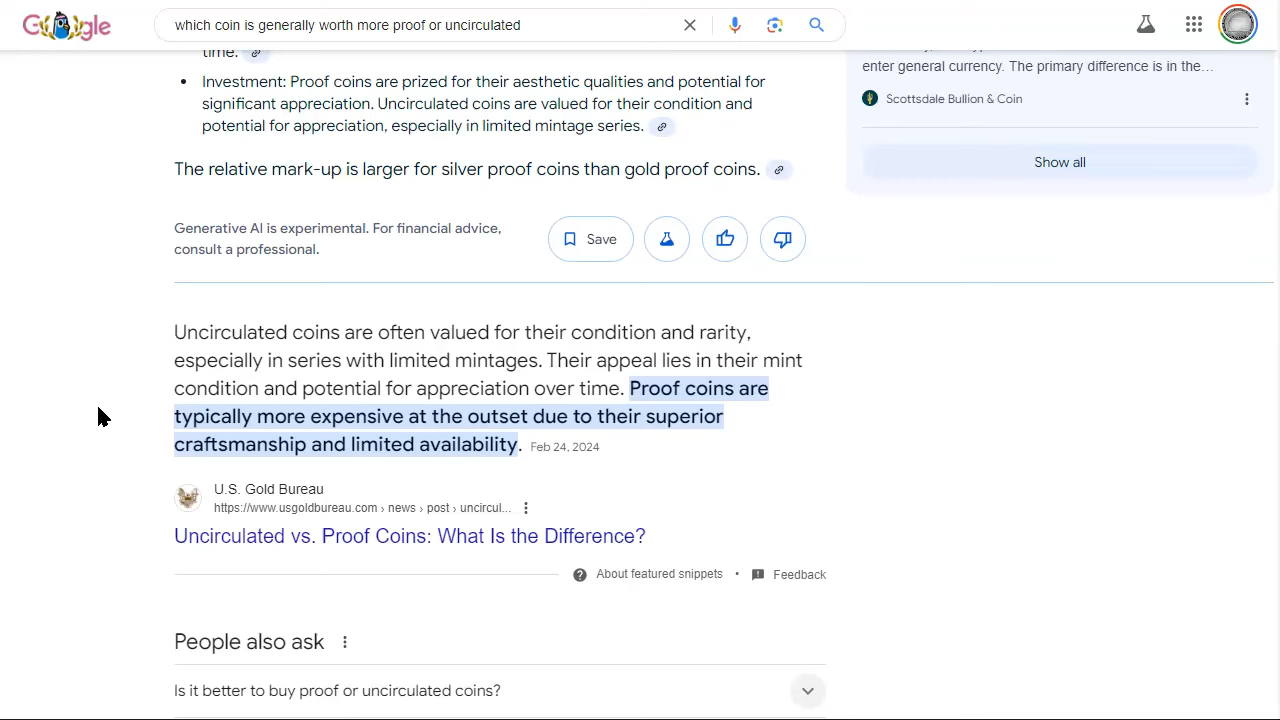 Google
which coin is generally worth more proof or uncirculated
time.
• Investment: Proof coins are prized for their aesthetic qualities and potential for
significant appreciation. Uncirculated coins are valued for their condition and
potential for appreciation, especially in limited mintage series.
The relative mark-up is larger for silver proof coins than gold proof coins.
Generative AI is experimental. For financial advice,
consult a professional.
Save
enter general currency. The primary difference is in the…
Scottsdale Bullion & Coin
Show all
Uncirculated coins are often valued for their condition and rarity,
especially in series with limited mintages. Their appeal lies in their mint
condition and potential for appreciation over time. Proof coins are
typically more expensive at the outset due to their superior
craftsmanship and limited availability. Feb 24, 2024
U.S. Gold Bureau
https://www.usgoldbureau.com › news › post › uncircul...
Uncirculated vs. Proof Coins: What Is the Difference?
About featured snippets • Feedback
People also ask
Is it better to buy proof or uncirculated coins?